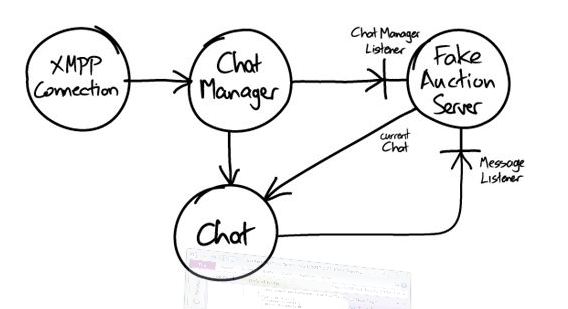 XMPP
Connection
Chat
Manager
Chat Manager
Listener
Fake
Auction
Server
current
Chat
Message
Listener
Chat